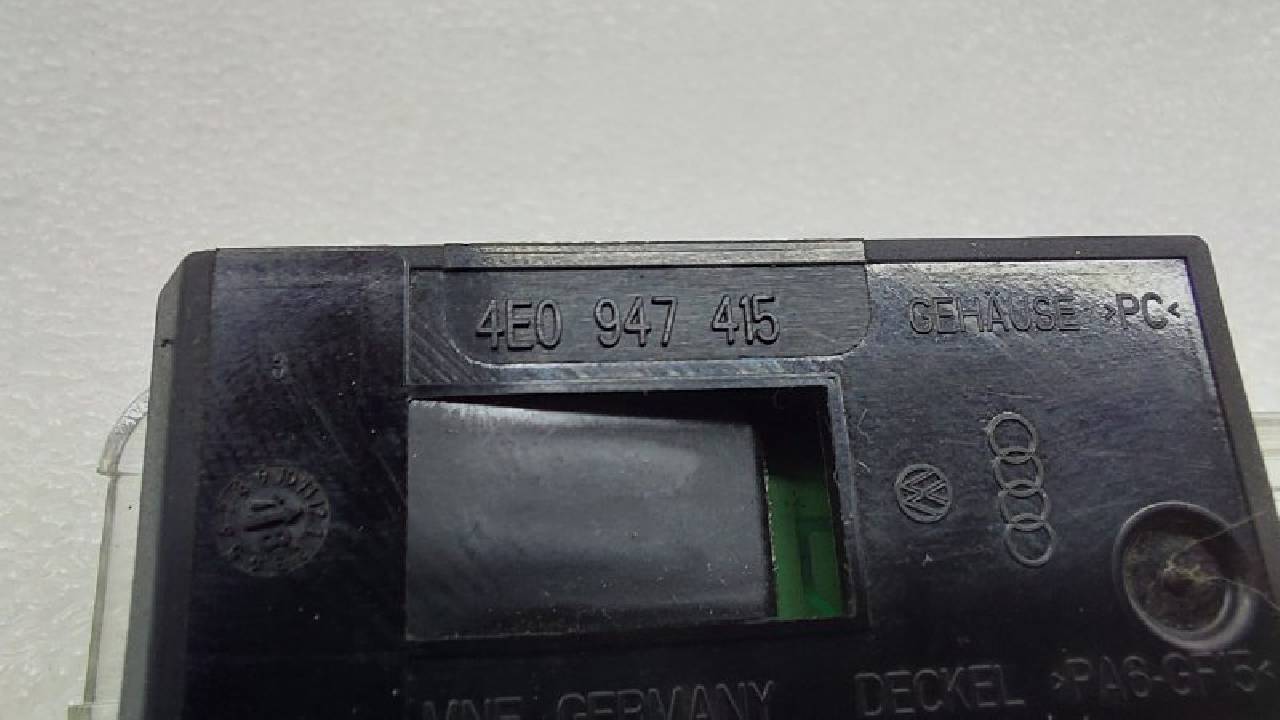 4E0 947 415
GEHÄUSE >PC<
DECKEL >PA6-GF15<
GERMANY